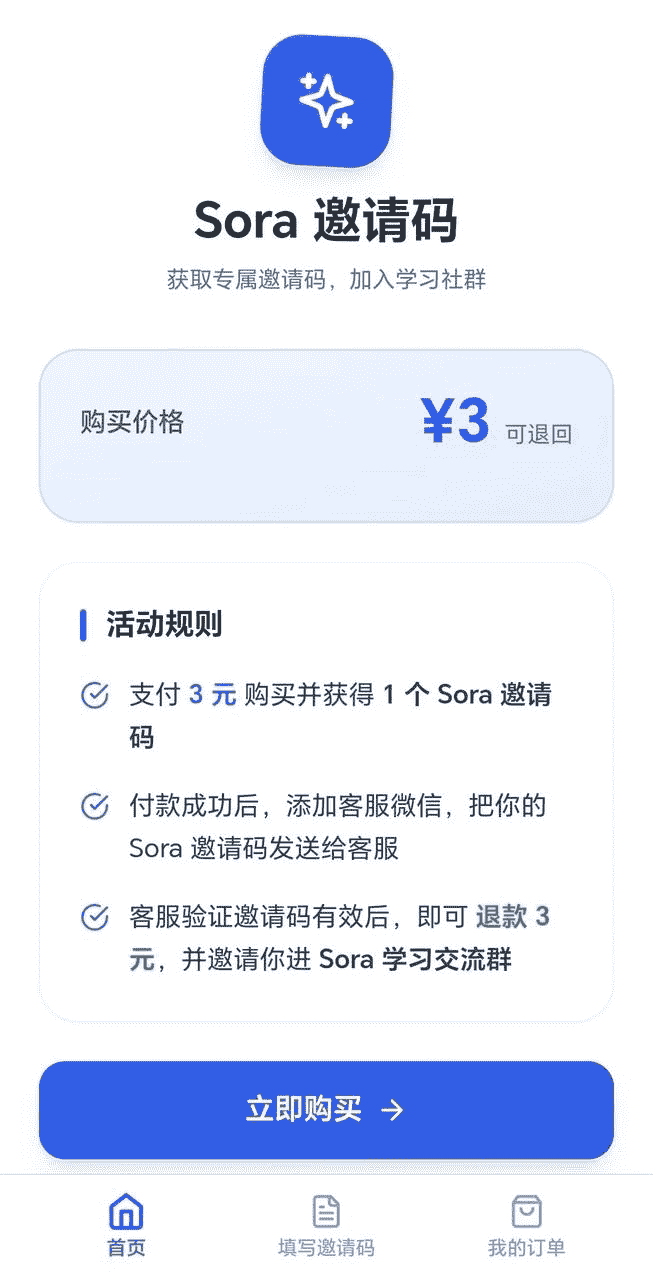 Sora 邀请码
获取专属邀请码，加入学习社群
购买价格
¥3 可退回
活动规则
支付 3 元 购买并获得 1 个 Sora 邀请
码
付款成功后，添加客服微信，把你的
Sora 邀请码发送给客服
客服验证邀请码有效后，即可 退款 3
元，并邀请你进 Sora 学习交流群
立即购买 →
首页
填写邀请码
我的订单